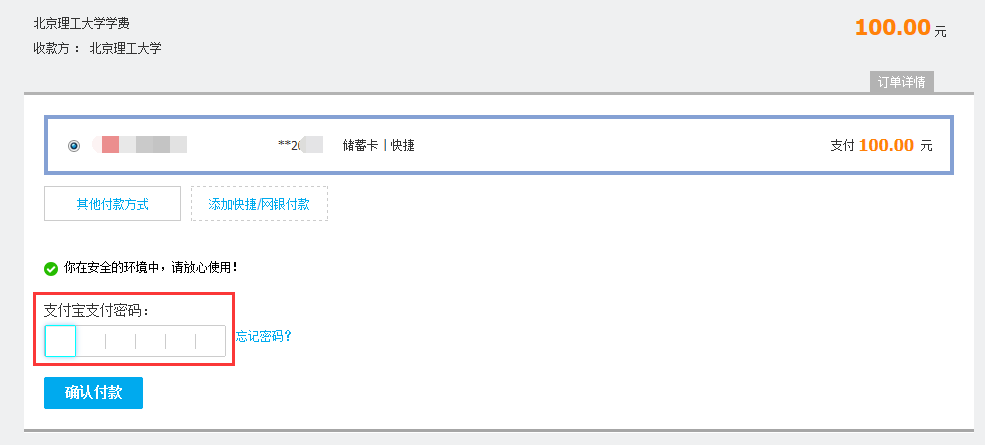 北京理工大学学费
100.00 元
收款方： 北京理工大学
订单详情
**20 储蓄卡 | 快捷 支付 100.00 元
其他付款方式 添加快捷/网银付款
你在安全的环境中，请放心使用！
支付宝支付密码：
忘记密码?
确认付款